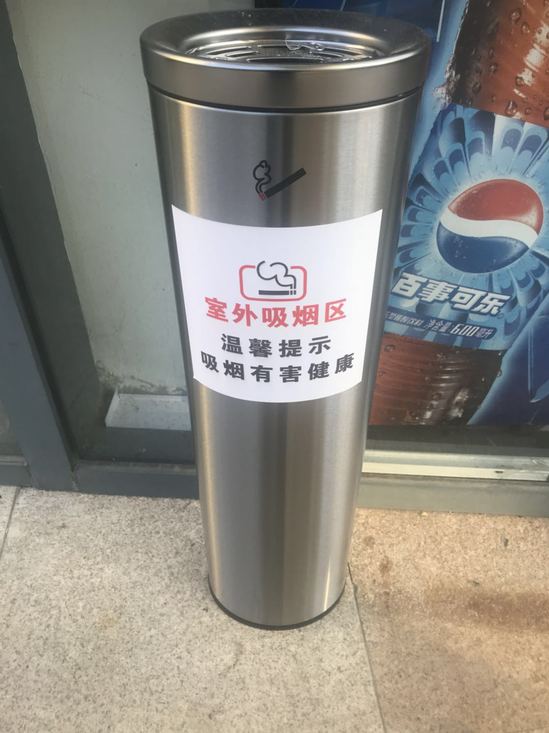 室外吸烟区
温馨提示
吸烟有害健康
百事可乐